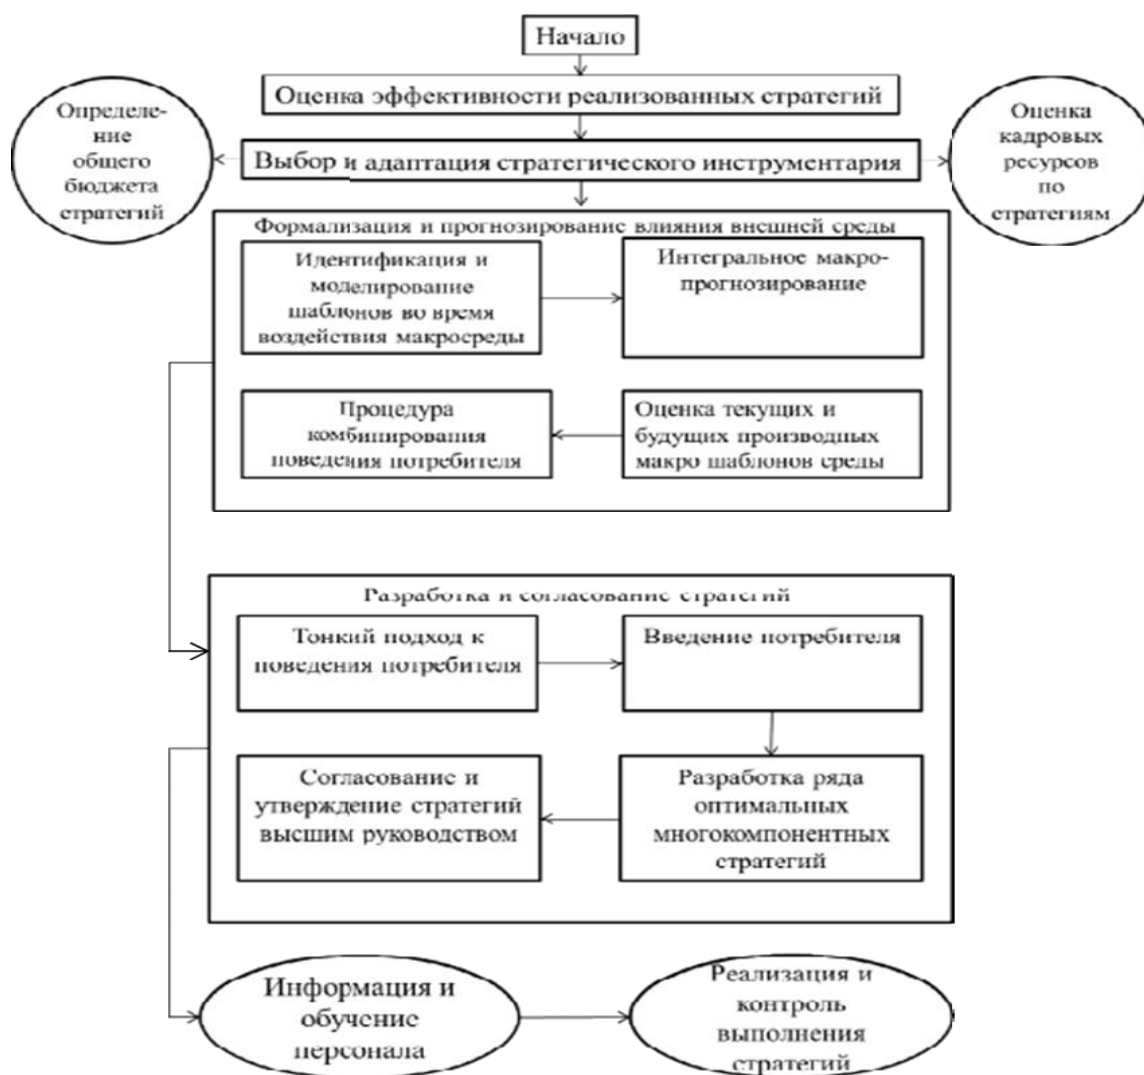 Начало
Оценка эффективности реализованных стратегий
Определе-
ние
общего
бюджета
стратегий
Выбор и адаптация стратегического инструментария
Оценка
кадровых
ресурсов
по
стратегиям
Формализация и прогнозирование влияния внешней среды
Идентификация и
моделирование
шаблонов во время
воздействия макросреды
Интегральное макро-
прогнозирование
Процедура
комбинирования
поведения потребителя
Оценка текущих и
будущих производных
макро шаблонов среды
Разработка и согласование стратегий
Тонкий подход к
поведения потребителя
Введение потребителя
Согласование и
утверждение стратегий
высшим руководством
Разработка ряда
оптимальных
многокомпонентных
стратегий
Информация и
обучение
персонала
Реализация и
контроль
выполнения
стратегий